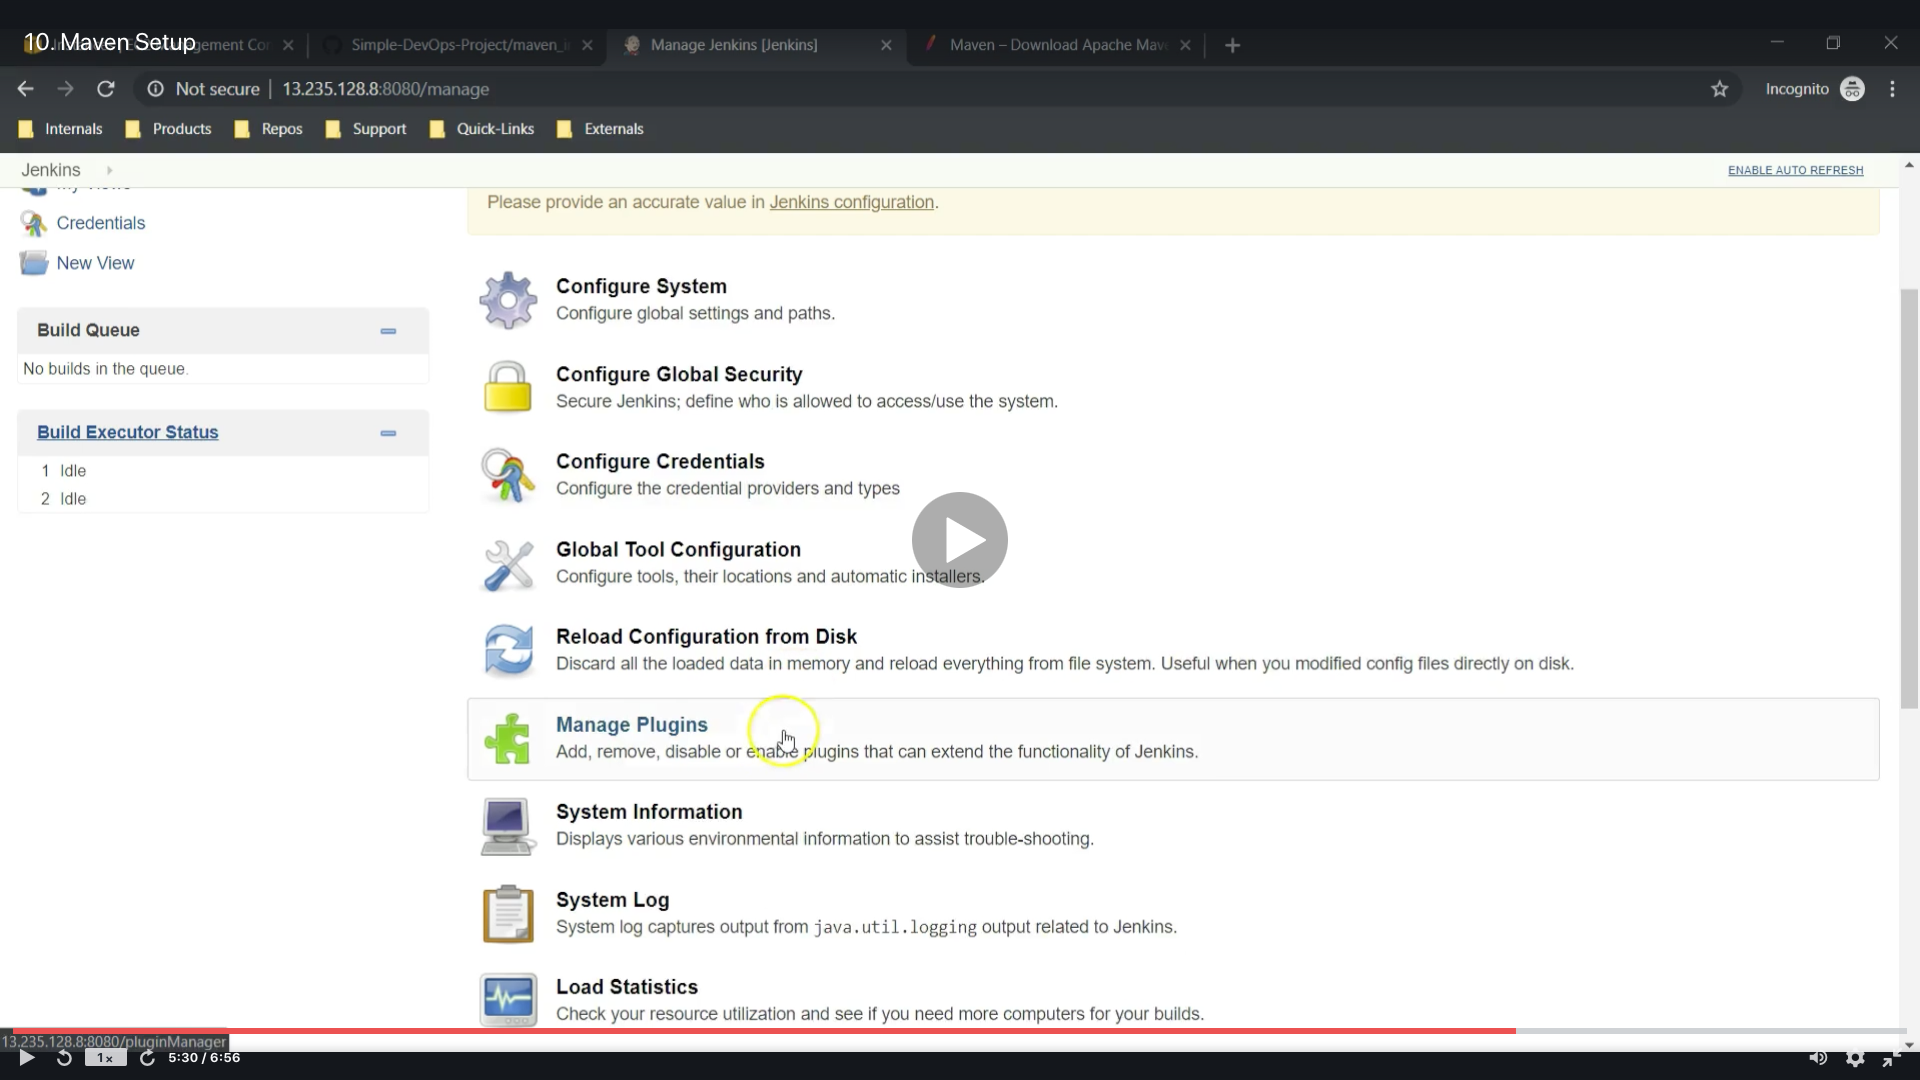 10. Maven Setup
Simple-DevOps-Project/maven_i
Manage Jenkins [Jenkins]
Maven – Download Apache Mav
Not secure | 13.235.128.8:8080/manage
Incognito
Internals
Products
Repos
Support
Quick-Links
Externals
Jenkins
ENABLE AUTO REFRESH
Please provide an accurate value in Jenkins configuration.
Credentials
New View
Build Queue
No builds in the queue.
Build Executor Status
1 Idle
2 Idle
Configure System
Configure global settings and paths.
Configure Global Security
Secure Jenkins; define who is allowed to access/use the system.
Configure Credentials
Configure the credential providers and types
Global Tool Configuration
Configure tools, their locations and automatic installers.
Reload Configuration from Disk
Discard all the loaded data in memory and reload everything from file system. Useful when you modified config files directly on disk.
Manage Plugins
Add, remove, disable or enable plugins that can extend the functionality of Jenkins.
System Information
Displays various environmental information to assist trouble-shooting.
System Log
System log captures output from java.util.logging output related to Jenkins.
Load Statistics
Check your resource utilization and see if you need more computers for your builds.
13.235.128.8:8080/pluginManager
1x
5:30 / 6:56